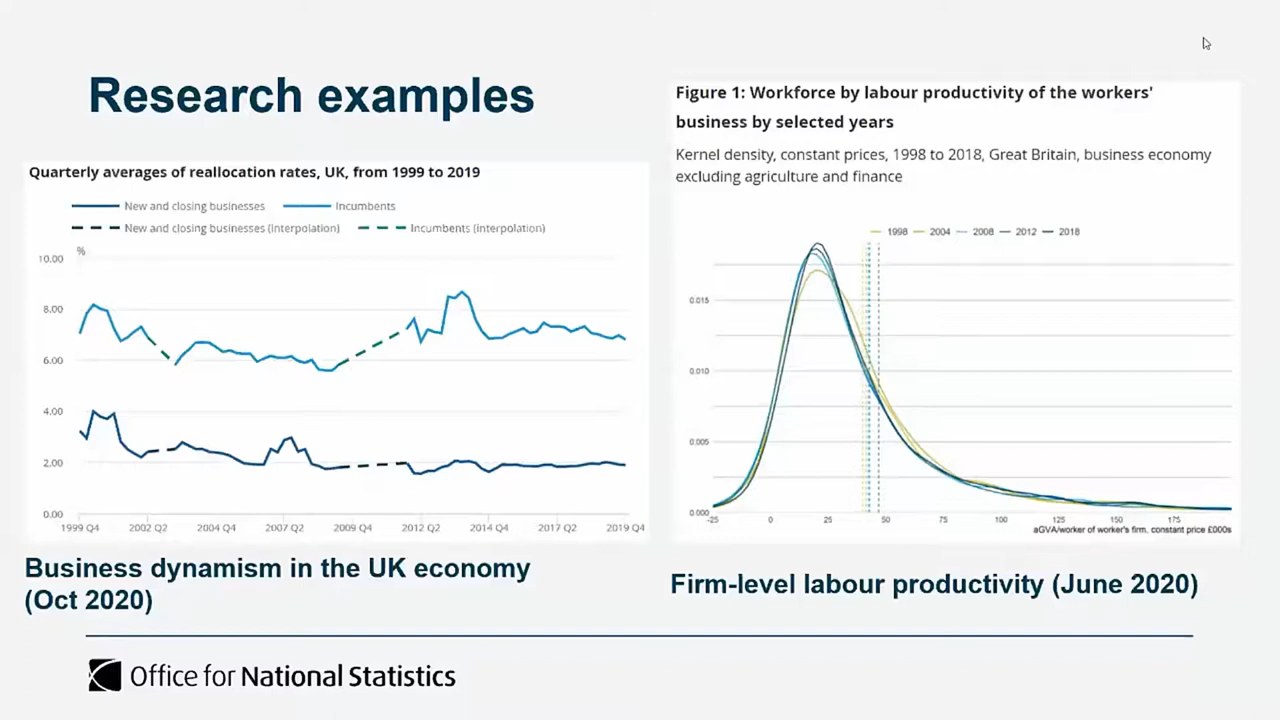 Research examples
Quarterly averages of reallocation rates, UK, from 1999 to 2019
New and closing businesses
Incumbents
New and closing businesses (interpolation)
Incumbents (interpolation)
%
10.00
8.00
6.00
4.00
2.00
0.00
1999 Q4
2002 Q2
2004 Q4
2007 Q2
2009 Q4
2012 Q2
2014 Q4
2017 Q2
2019 Q4
Business dynamism in the UK economy
(Oct 2020)
Figure 1: Workforce by labour productivity of the workers'
business by selected years
Kernel density, constant prices, 1998 to 2018, Great Britain, business economy
excluding agriculture and finance
1998
2004
2008
2012
2018
0.015
0.010
0.005
0.000
-25
0
25
50
75
100
125
150
175
aGVA/worker of worker's firm, constant price £000s
Firm-level labour productivity (June 2020)
Office for National Statistics